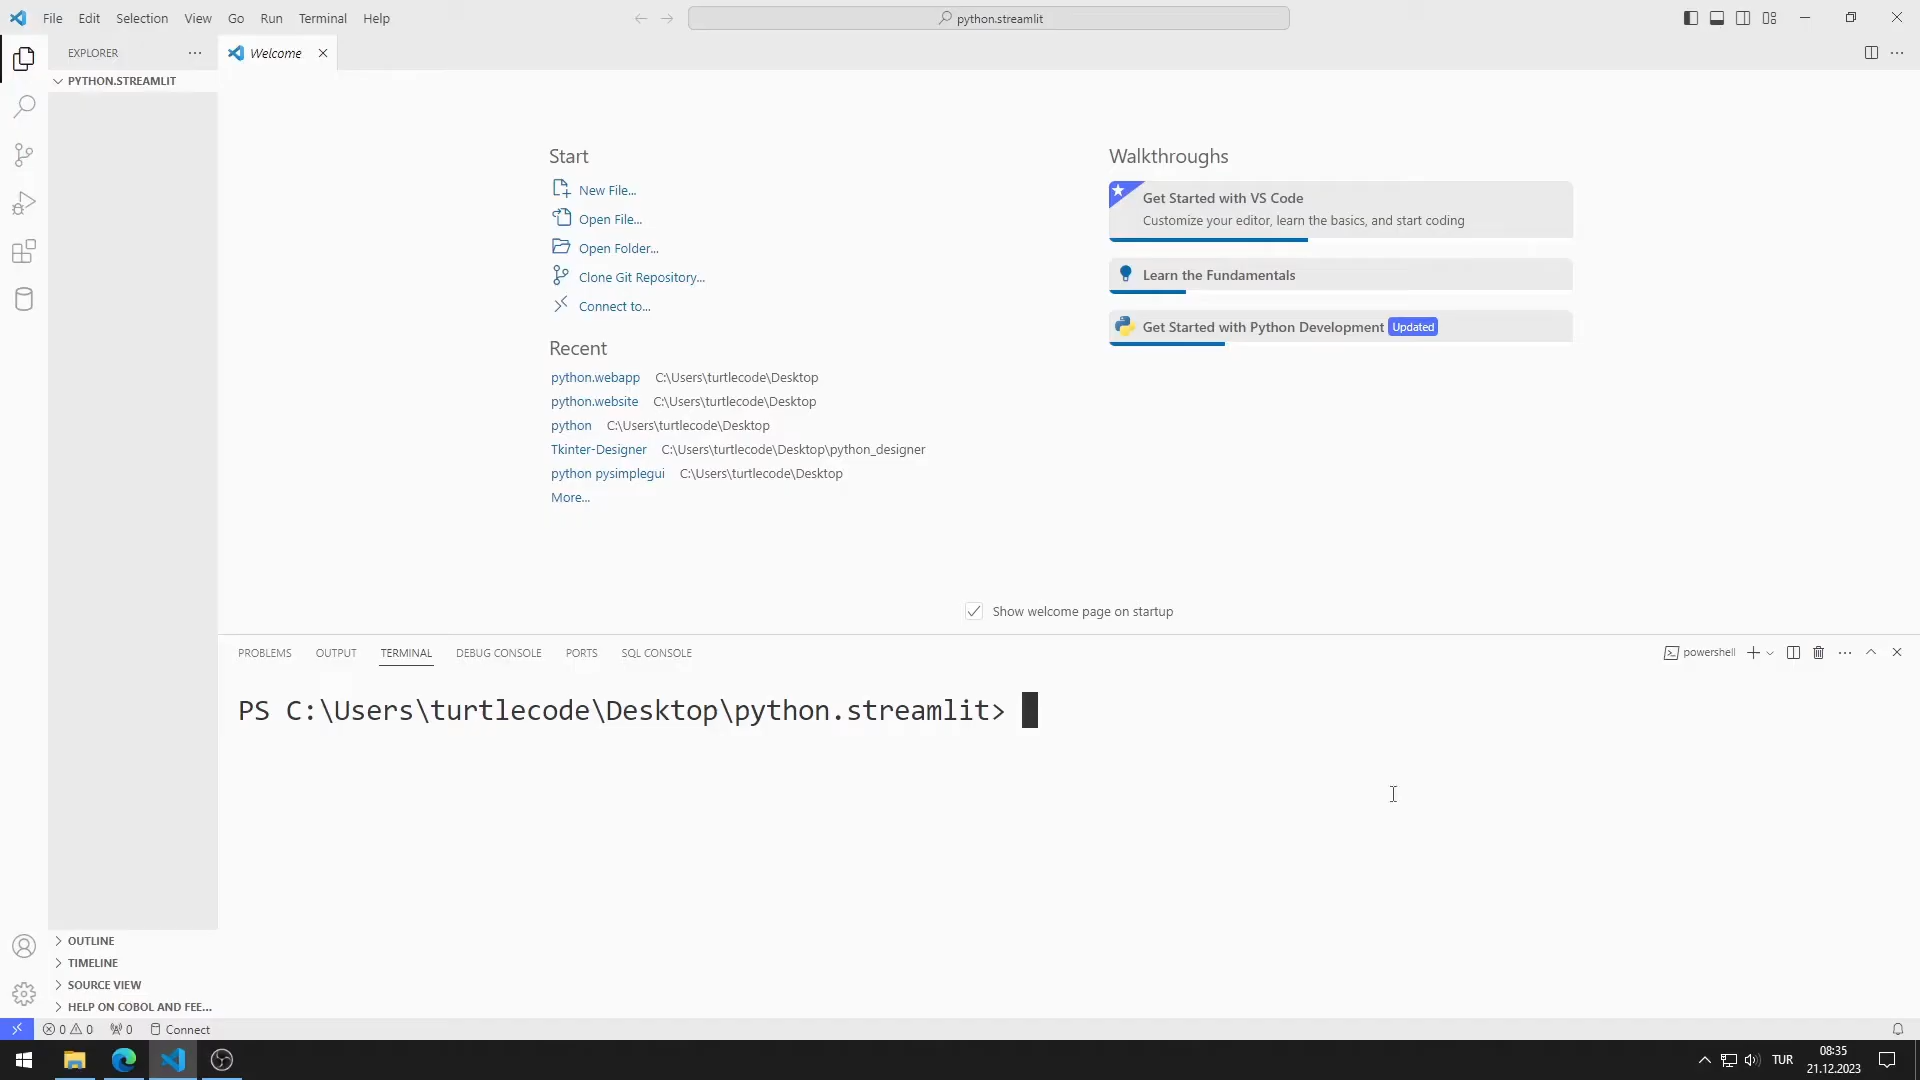 File Edit Selection View Go Run Terminal Help
python.streamlit
EXPLORER
Welcome
PYTHON.STREAMLIT
Start
New File...
Open File...
Open Folder...
Clone Git Repository...
Connect to...
Recent
python.webapp C:\Users\turtlecode\Desktop
python.website C:\Users\turtlecode\Desktop
python C:\Users\turtlecode\Desktop
Tkinter-Designer C:\Users\turtlecode\Desktop\python_designer
python pysimplegui C:\Users\turtlecode\Desktop
More...
Walkthroughs
Get Started with VS Code
Customize your editor, learn the basics, and start coding
Learn the Fundamentals
Get Started with Python Development Updated
Show welcome page on startup
PROBLEMS OUTPUT TERMINAL DEBUG CONSOLE PORTS SQL CONSOLE
powershell
PS C:\Users\turtlecode\Desktop\python.streamlit>
OUTLINE
TIMELINE
SOURCE VIEW
HELP ON COBOL AND FEE...
0 0 0 Connect
TUR
08:35
21.12.2023